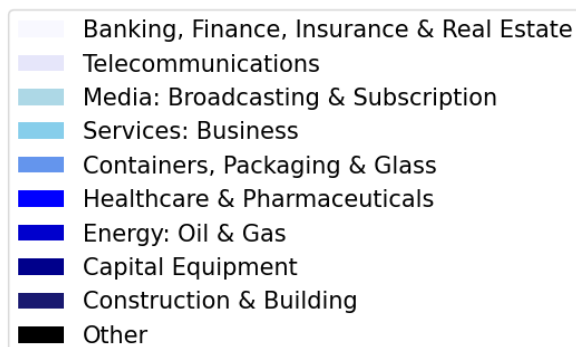 Banking, Finance, Insurance & Real Estate
Telecommunications
Media: Broadcasting & Subscription
Services: Business
Containers, Packaging & Glass
Healthcare & Pharmaceuticals
Energy: Oil & Gas
Capital Equipment
Construction & Building
Other